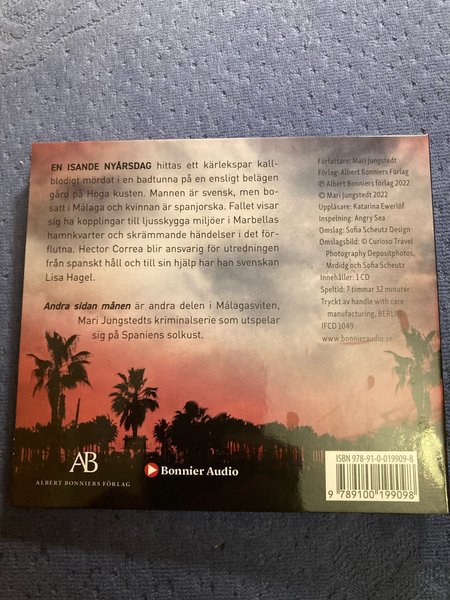 EN ISANDE NYÅRSDAG hittas ett kärlekspar kall-
blodigt mördat i en badtunna på en ensligt belägen
gård på Höga kusten. Mannen är svensk, men bo-
satt i Málaga och kvinnan är spanjorska. Fallet visar
sig ha kopplingar till ljusskygga miljöer i Marbellas
hamnkvarter och skrämmande händelser i det för-
flutna. Hector Correa blir ansvarig för utredningen
från spanskt håll och till sin hjälp har han svenskan
Lisa Hagel.
Andra sidan månen är andra delen i Málagasviten,
Mari Jungstedts kriminalserie som utspelar
sig på Spaniens solkust.
Författare: Mari Jungstedt
Förlag: Albert Bonniers Förlag
℗ Albert Bonniers förlag 2022
© Mari Jungstedt 2022
Uppläsare: Katarina Ewerlöf
Inspelning: Angry Sea
Omslag: Sofia Scheutz Design
Omslagsbild: © Curioso Travel
Photography Depositphotos,
Mrdidg och Sofia Scheutz
Innehåller: 1 CD
Speltid: 7 timmar 32 minuter
Tryckt av handle with care
manufacturing, BERLIN
IFCD 1049
www.bonnieraudio.se
AB
ALBERT BONNIERS FÖRLAG
Bonnier Audio
ISBN 978-91-0-019909-8
9 789100 199098